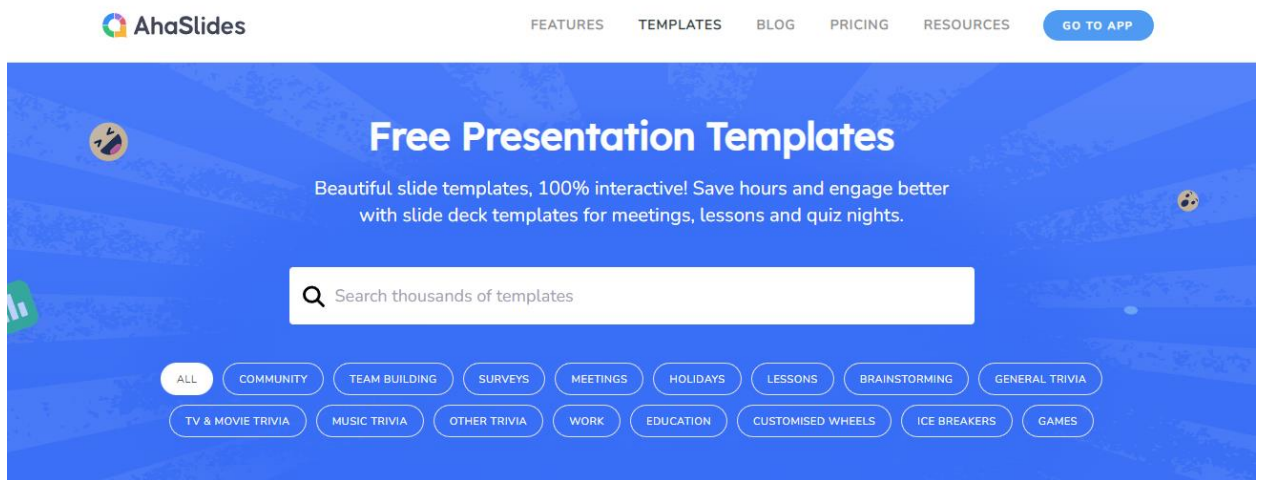 AhaSlides FEATURES TEMPLATES BLOG PRICING RESOURCES GO TO APP
Free Presentation Templates
Beautiful slide templates, 100% interactive! Save hours and engage better
with slide deck templates for meetings, lessons and quiz nights.
Search thousands of templates
ALL COMMUNITY TEAM BUILDING SURVEYS MEETINGS HOLIDAYS LESSONS BRAINSTORMING GENERAL TRIVIA
TV & MOVIE TRIVIA MUSIC TRIVIA OTHER TRIVIA WORK EDUCATION CUSTOMISED WHEELS ICE BREAKERS GAMES